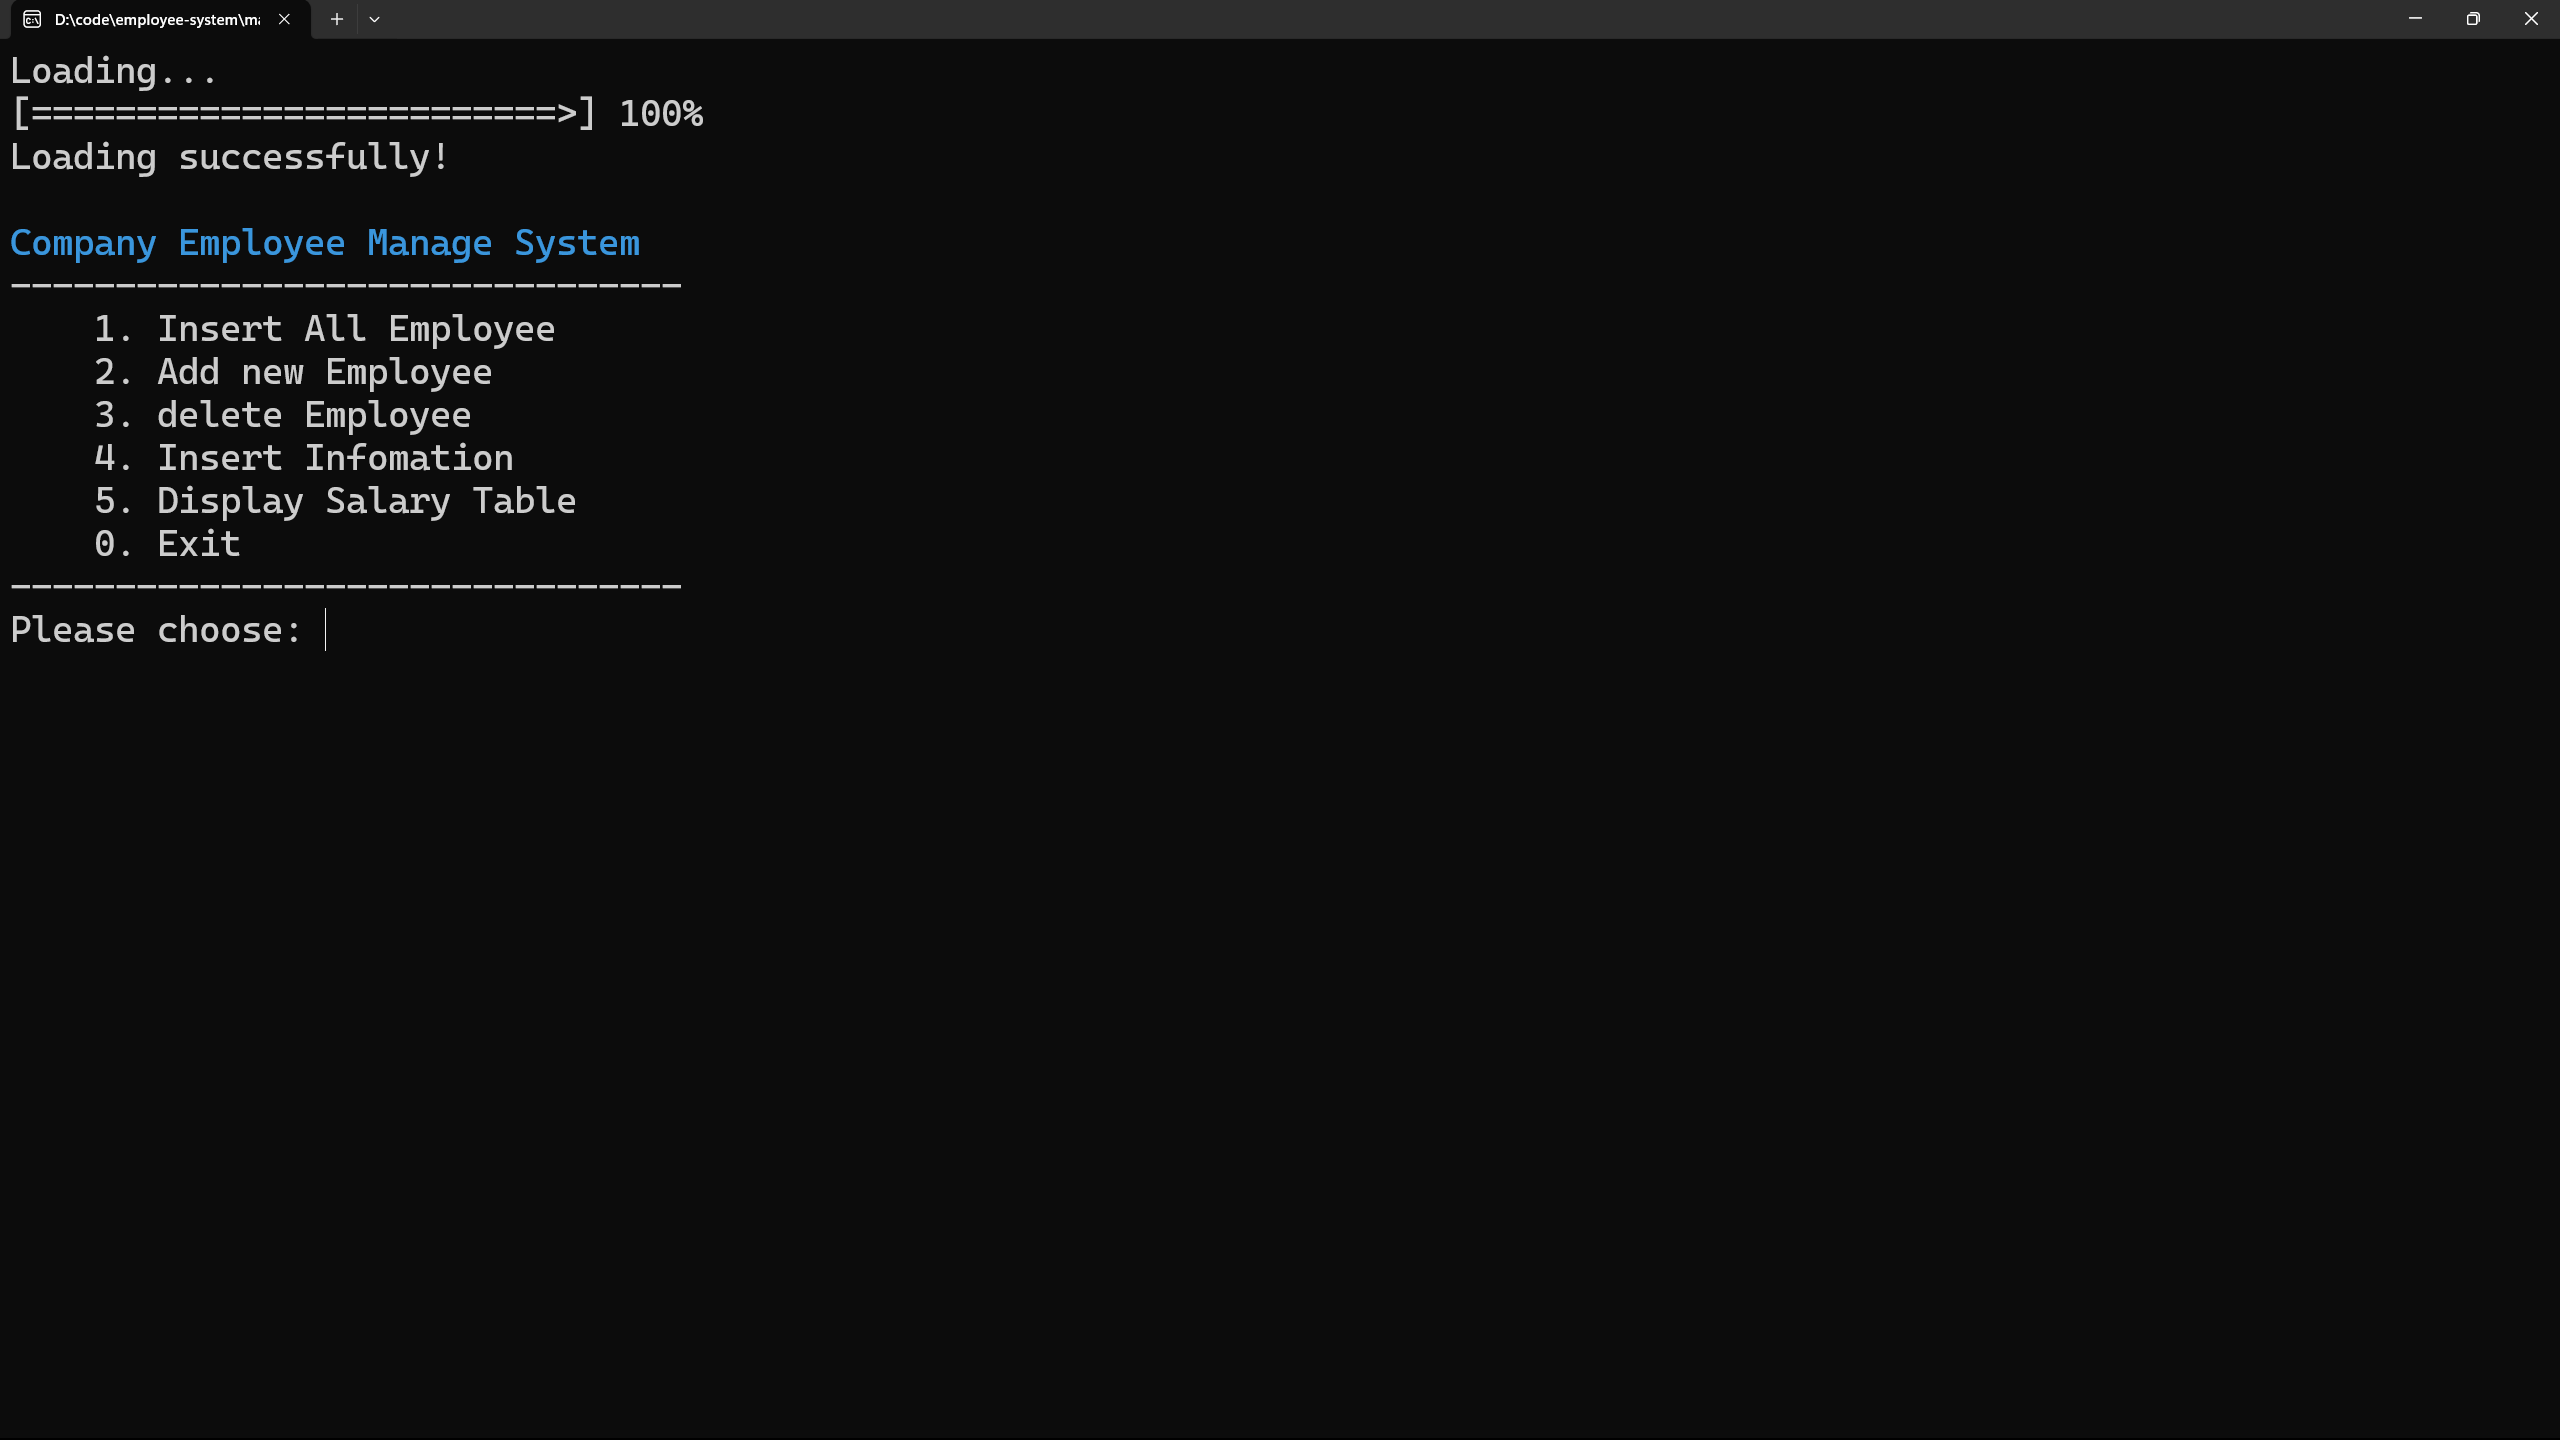 D:\code\employee-system\ma
Loading...
[=========================>] 100%
Loading successfully!
Company Employee Manage System
--------------------------------
1. Insert All Employee
2. Add new Employee
3. delete Employee
4. Insert Infomation
5. Display Salary Table
0. Exit
--------------------------------
Please choose: